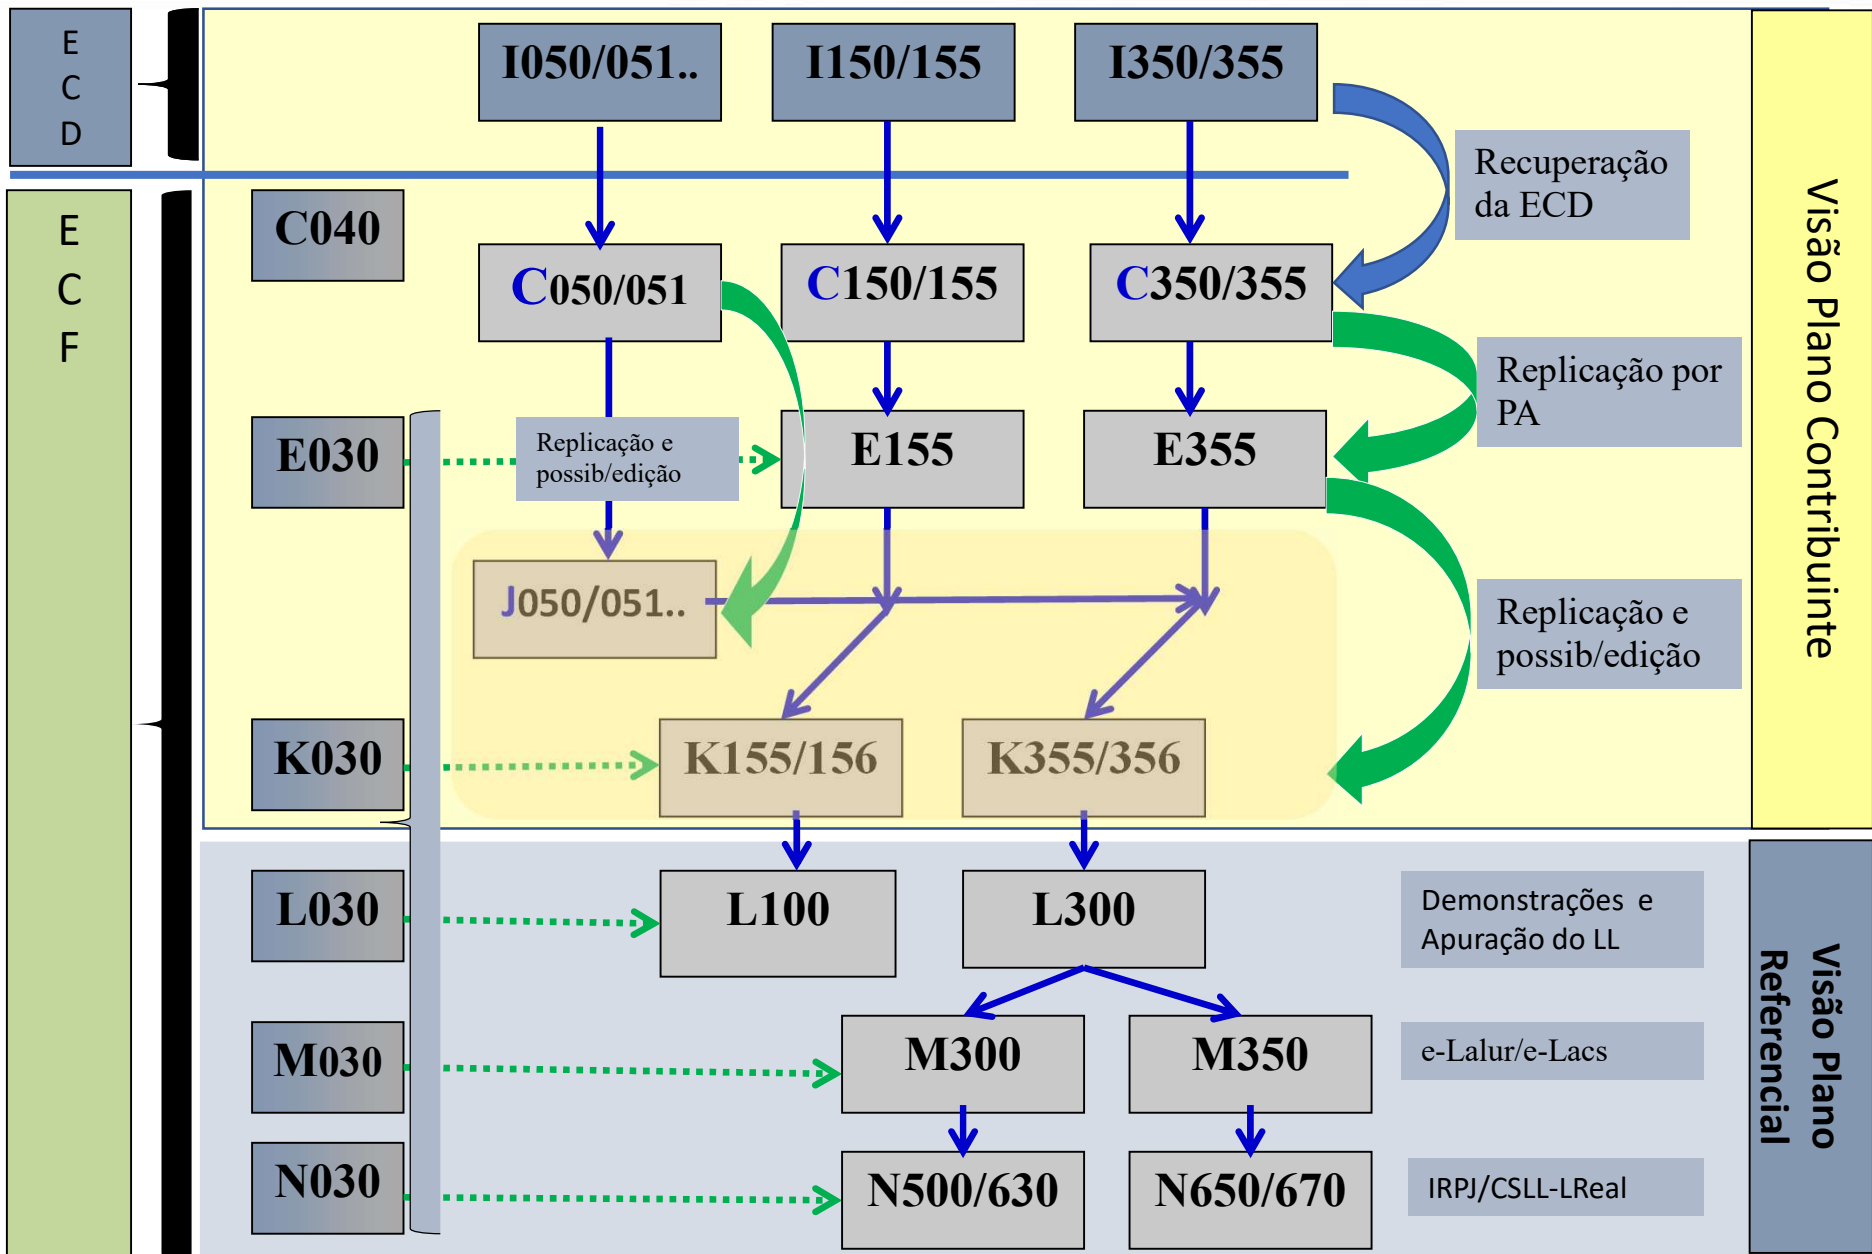 E
C
D
I050/051..
I150/155
I350/355
Recuperação
da ECD
E
C
F
C040
C050/051
C150/155
C350/355
Replicação por
PA
E030
Replicação e
possib/edição
E155
E355
J050/051..
Replicação e
possib/edição
K030
K155/156
K355/356
Visão Plano Contribuinte
L030
L100
L300
Demonstrações e
Apuração do LL
M030
M300
M350
e-Lalur/e-Lacs
N030
N500/630
N650/670
IRPJ/CSLL-LReal
Visão Plano
Referencial